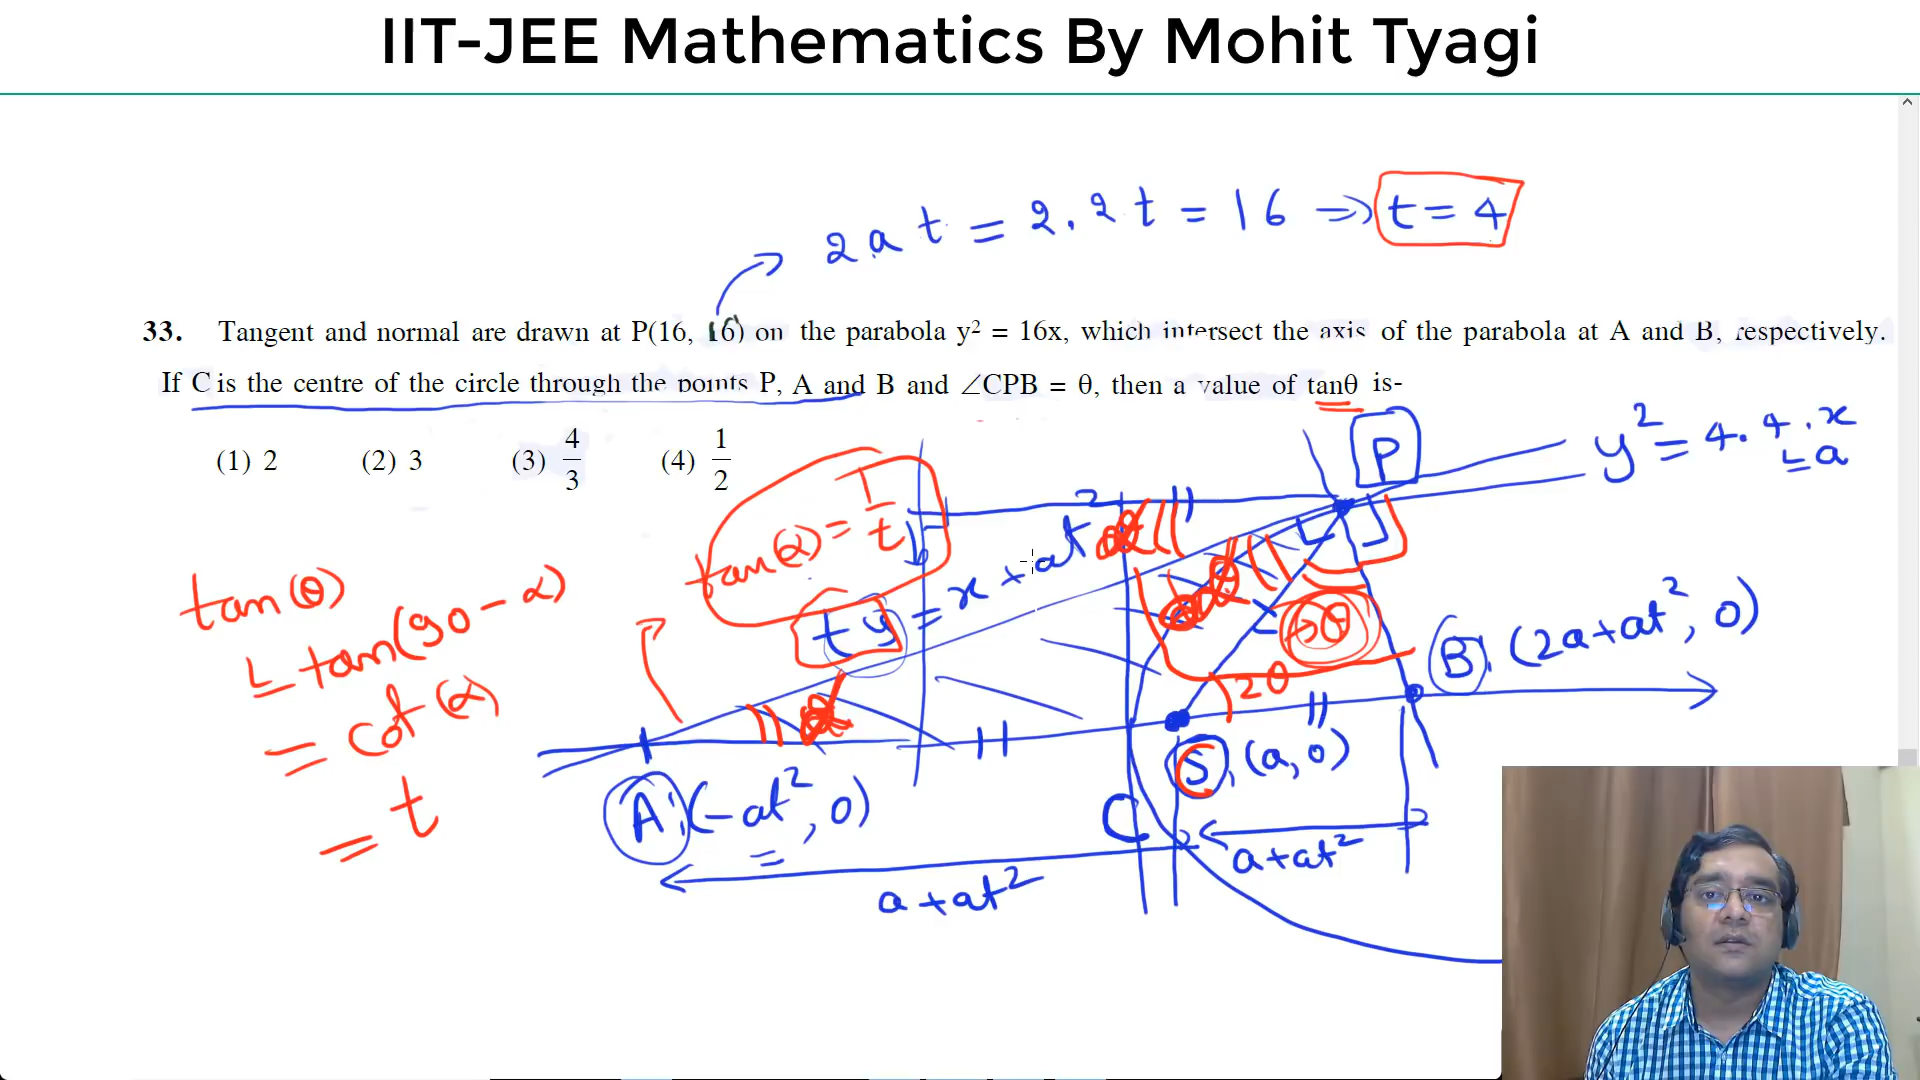 IIT-JEE Mathematics By Mohit Tyagi
2at = 2.2t = 16 => t = 4
33. Tangent and normal are drawn at P(16, 16) on the parabola y² = 16x, which intersect the axis of the parabola at A and B, respectively.
If C is the centre of the circle through the points P, A and B and ∠CPB = θ, then a value of tanθ is-
(1) 2 (2) 3 (3) 4/3 (4) 1/2
y² = 4.4.x
a
P
tan(α) = 1/t
ty = x + at²
tan(θ)
= tan(90-α)
= cot(α)
= t
α
α
θ
θ
2θ
B: (2a+at², 0)
S: (a, 0)
A: (-at², 0)
C
a+at²
a+at²